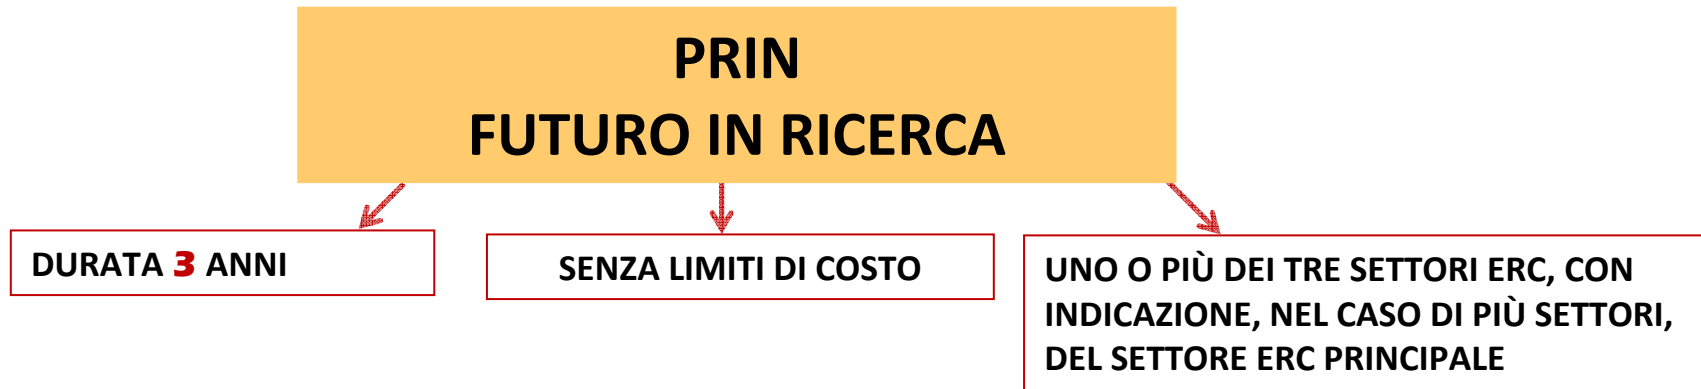 PRIN
FUTURO IN RICERCA
DURATA 3 ANNI
SENZA LIMITI DI COSTO
UNO O PIÙ DEI TRE SETTORI ERC, CON
INDICAZIONE, NEL CASO DI PIÙ SETTORI,
DEL SETTORE ERC PRINCIPALE